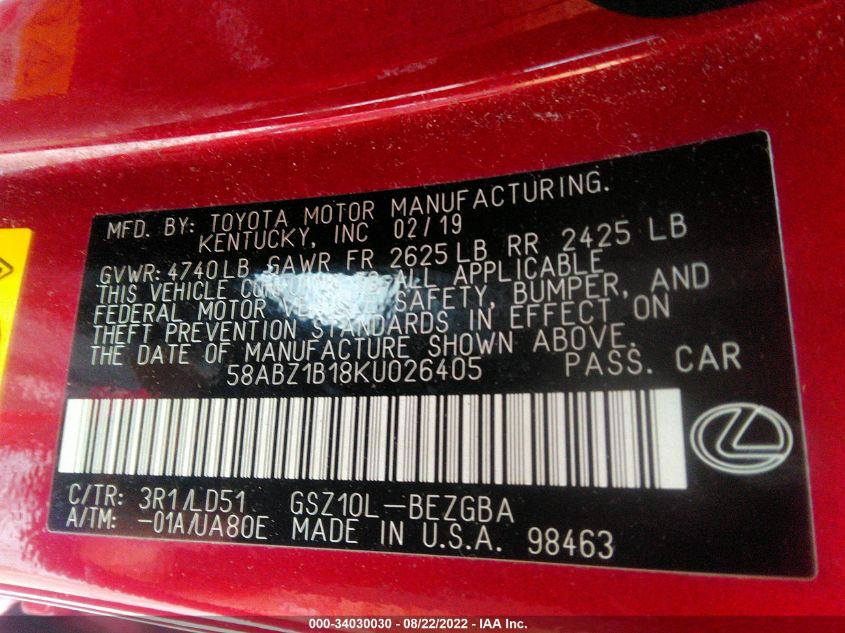 MFD. BY: TOYOTA MOTOR MANUFACTURING.
KENTUCKY, INC 02/19
GVWR: 4740LB GAWR FR 2625 LB RR 2425 LB
THIS VEHICLE TO ALL APPLICABLE
FEDERAL MOTOR SAFETY, BUMPER, AND
THEFT PREVENTION STANDARDS IN EFFECT ON
THE DATE OF MANUFACTURE SHOWN ABOVE.
58ABZ1B18KU026405 PASS. CAR
C/TR: 3R1/LD51 GSZ10L-BEZGBA
A/TM: -01A/UA80E MADE IN U.S.A. 98463
000-34030030 - 08/22/2022 - IAA Inc.